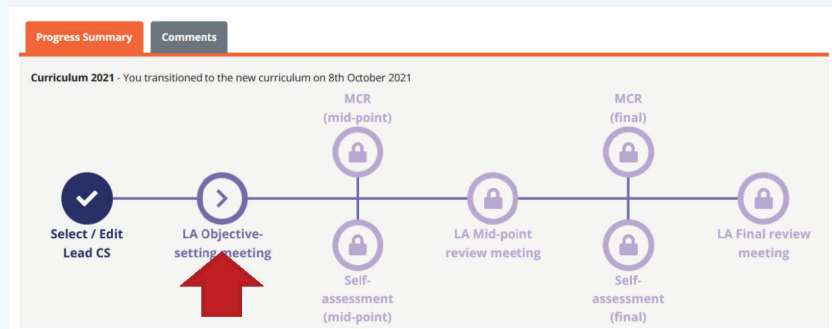 Progress Summary
Comments
Curriculum 2021 - You transitioned to the new curriculum on 8th October 2021
MCR
(mid-point)
MCR
(final)
Select / Edit
Lead CS
LA Objective-
setting meeting
LA Mid-point
review meeting
LA Final review
meeting
Self-
assessment
(mid-point)
Self-
assessment
(final)